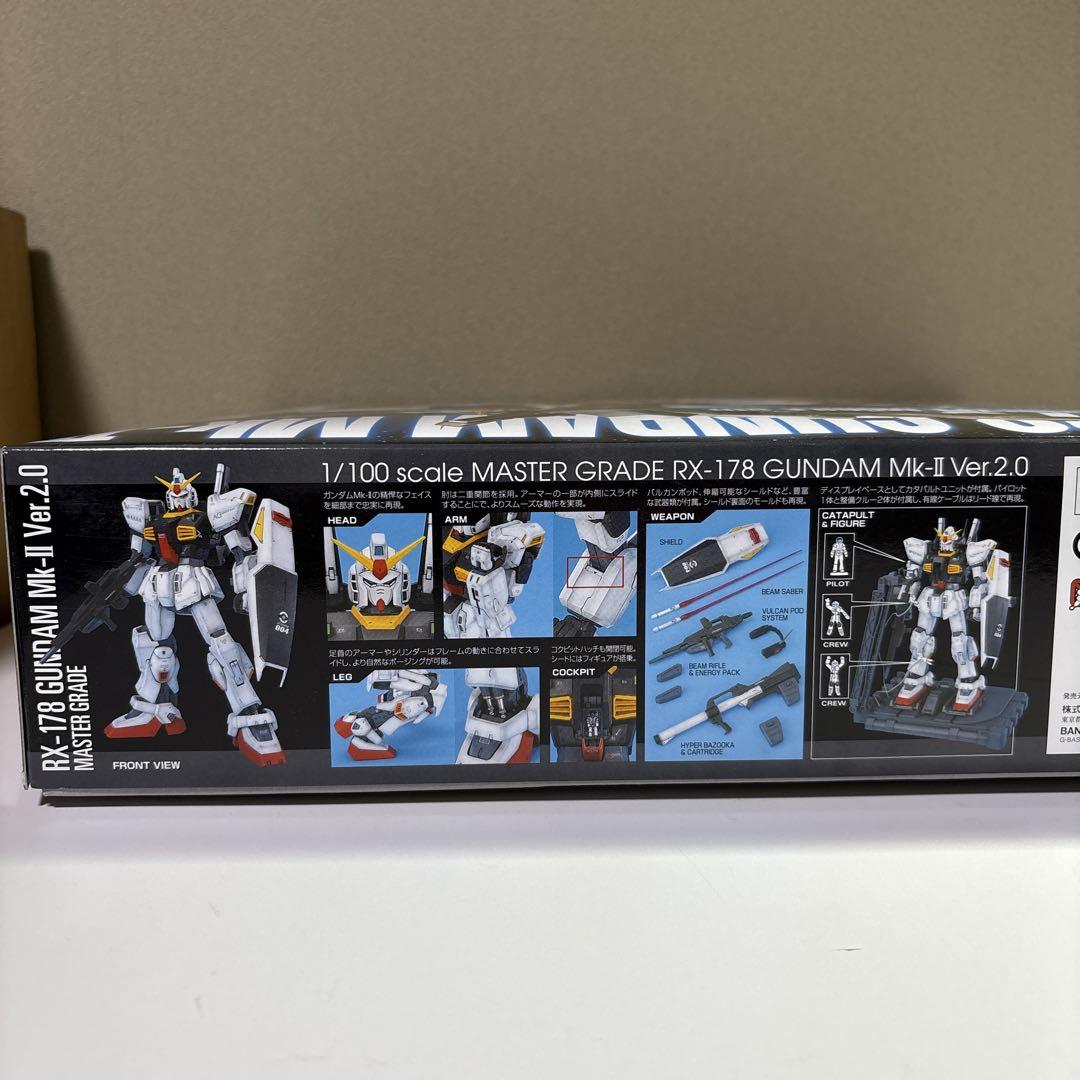 GUNDAM Mk-
RX-178 GUNDAM Mk-II Ver.2.0
MASTER GRADE
FRONT VIEW
1/100 scale MASTER GRADE RX-178 GUNDAM Mk-II Ver.2.0
ガンダムMk-IIの精悍なフェイス
を細部まで忠実に再現。
HEAD
肘は二重関節を採用。アーマーの一部が内側にスライド
することで、よりスムーズな動作を実現。
ARM
足首のアーマーやシリンダーはフレームの動きに合わせてスラ
イドし、より自然なポージングが可能。
LEG
コクピットハッチも開閉可能。
シートにはフィギュアが搭乗。
COCKPIT
バルカンポッド、伸縮可能なシールドなど、豊富
な武器類が付属。シールド裏面のモールドも再現。
WEAPON
SHIELD
BEAM SABER
VULCAN POD
SYSTEM
BEAM RIFLE
& ENERGY PACK
HYPER BAZOOKA
& CARTRIDGE
ディスプレイベースとしてカタパルトユニットが付属。パイロット
1体と整備クルー2体が付属し、有線ケーブルはリード線で再現。
CATAPULT
& FIGURE
PILOT
CREW
CREW
発売元
株式
東京都
BAN
G-BAS